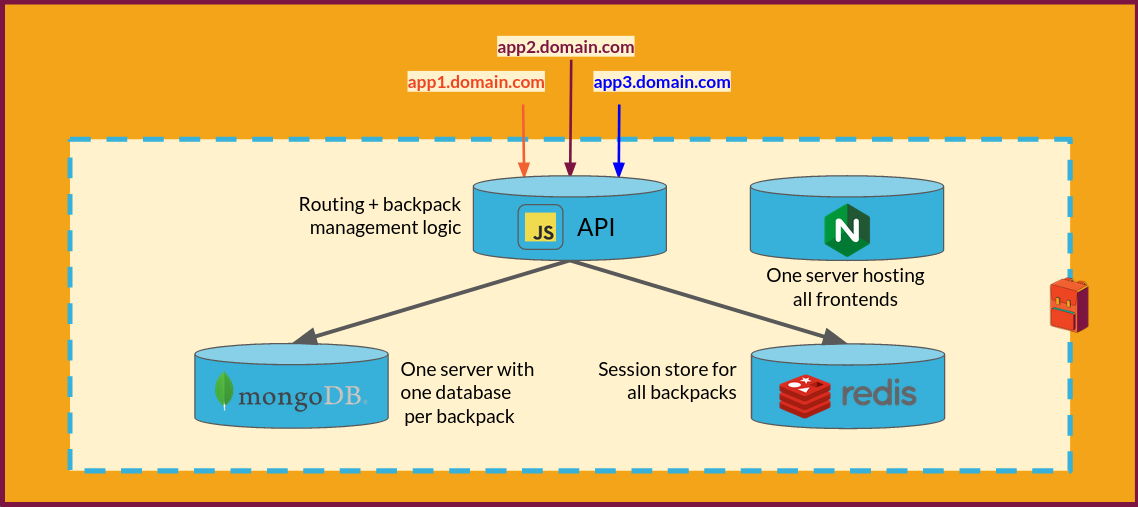 app2.domain.com
app1.domain.com
app3.domain.com
Routing + backpack
management logic
JS
API
N
One server hosting
all frontends
mongoDB®
One server with
one database
per backpack
Session store for
all backpacks
redis